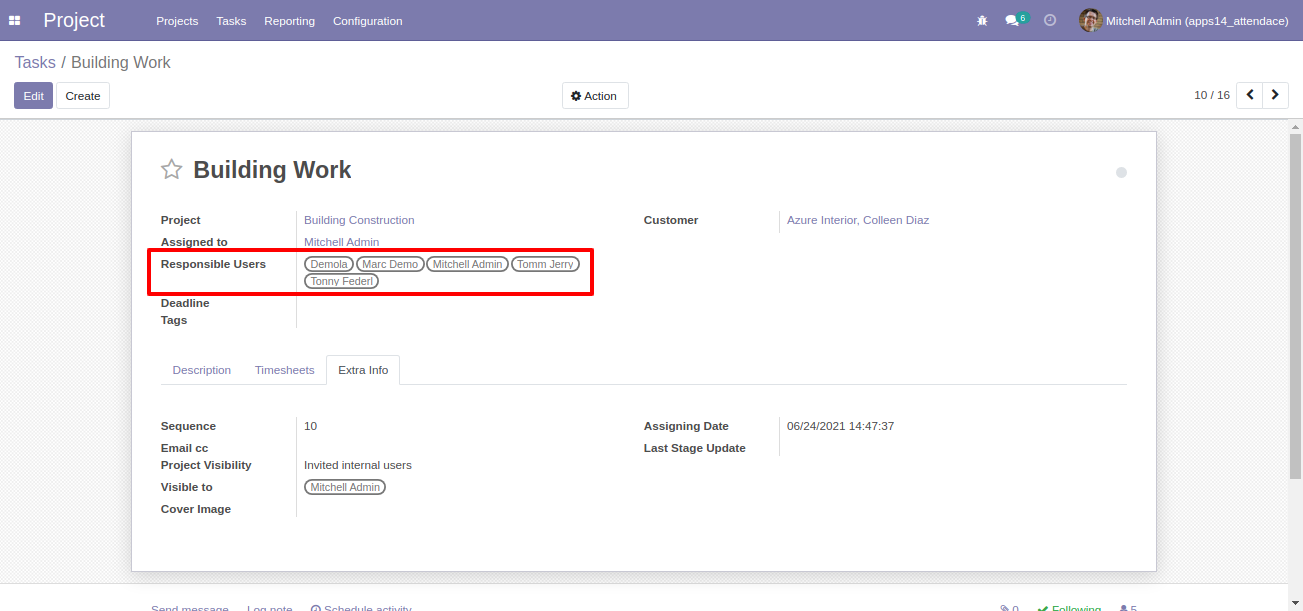 Project Projects Tasks Reporting Configuration 6 Mitchell Admin (apps14_attendace)
Tasks / Building Work
Edit Create Action 10 / 16
Building Work
Project Building Construction Customer Azure Interior, Colleen Diaz
Assigned to Mitchell Admin
Responsible Users Demola Marc Demo Mitchell Admin Tomm Jerry
Tonny Federl
Deadline
Tags
Description Timesheets Extra Info
Sequence 10 Assigning Date 06/24/2021 14:47:37
Email cc Last Stage Update
Project Visibility Invited internal users
Visible to Mitchell Admin
Cover Image
Send message Log note Schedule activity 0 Following 5